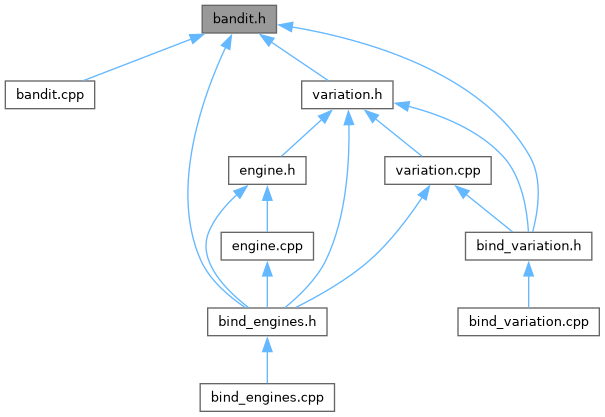 bandit.h
bandit.cpp
variation.h
engine.h
variation.cpp
engine.cpp
bind_variation.h
bind_engines.h
bind_variation.cpp
bind_engines.cpp